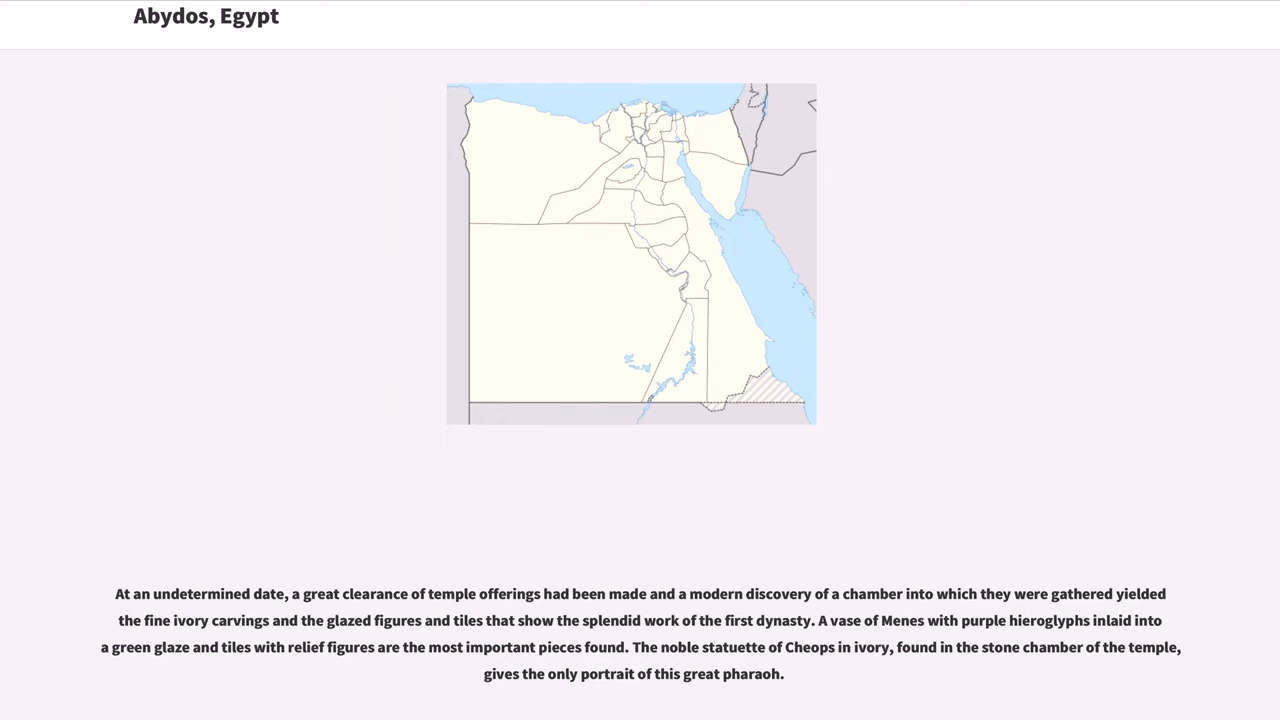 Abydos, Egypt
At an undetermined date, a great clearance of temple offerings had been made and a modern discovery of a chamber into which they were gathered yielded
the fine ivory carvings and the glazed figures and tiles that show the splendid work of the first dynasty. A vase of Menes with purple hieroglyphs inlaid into
a green glaze and tiles with relief figures are the most important pieces found. The noble statuette of Cheops in ivory, found in the stone chamber of the temple,
gives the only portrait of this great pharaoh.